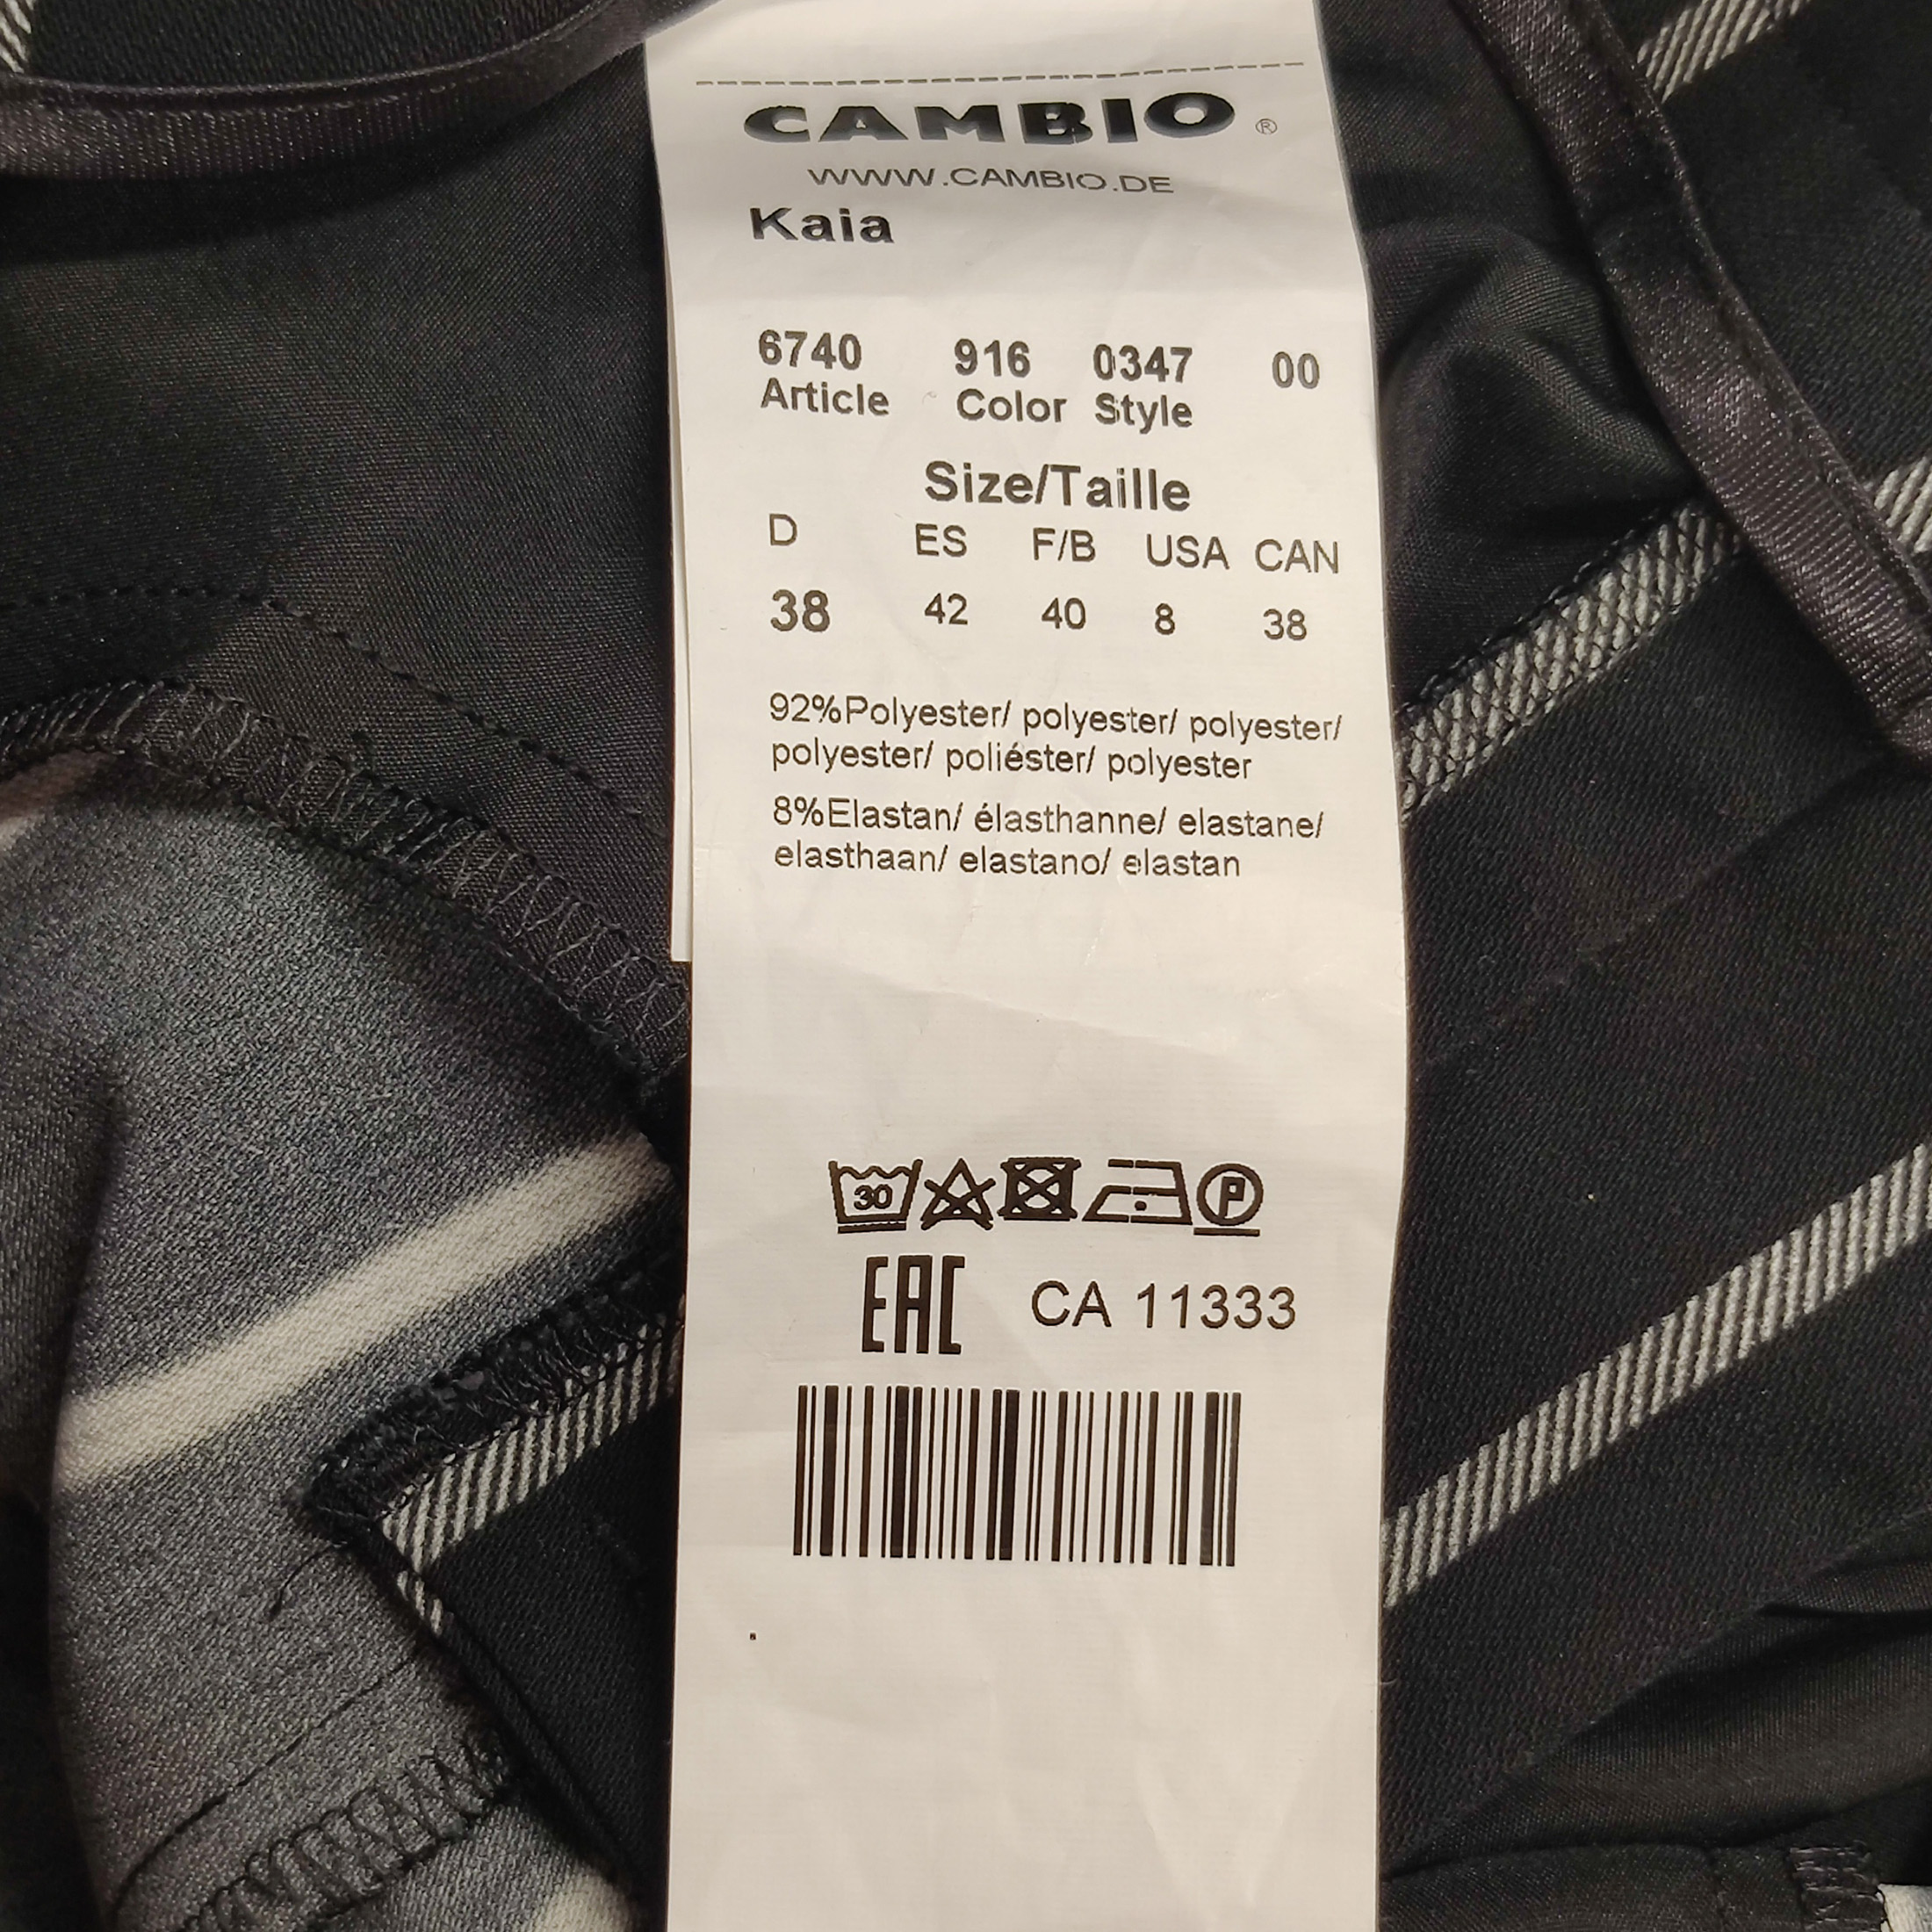 CAMBIO ®
WWW.CAMBIO.DE
Kaia
6740 916 0347 00
Article Color Style
Size/Taille
D ES F/B USA CAN
38 42 40 8 38
92%Polyester/ polyester/ polyester/
polyester/ poliéster/ polyester
8%Elastan/ élasthanne/ elastane/
elasthaan/ elastano/ elastan
30 P
EAC CA 11333